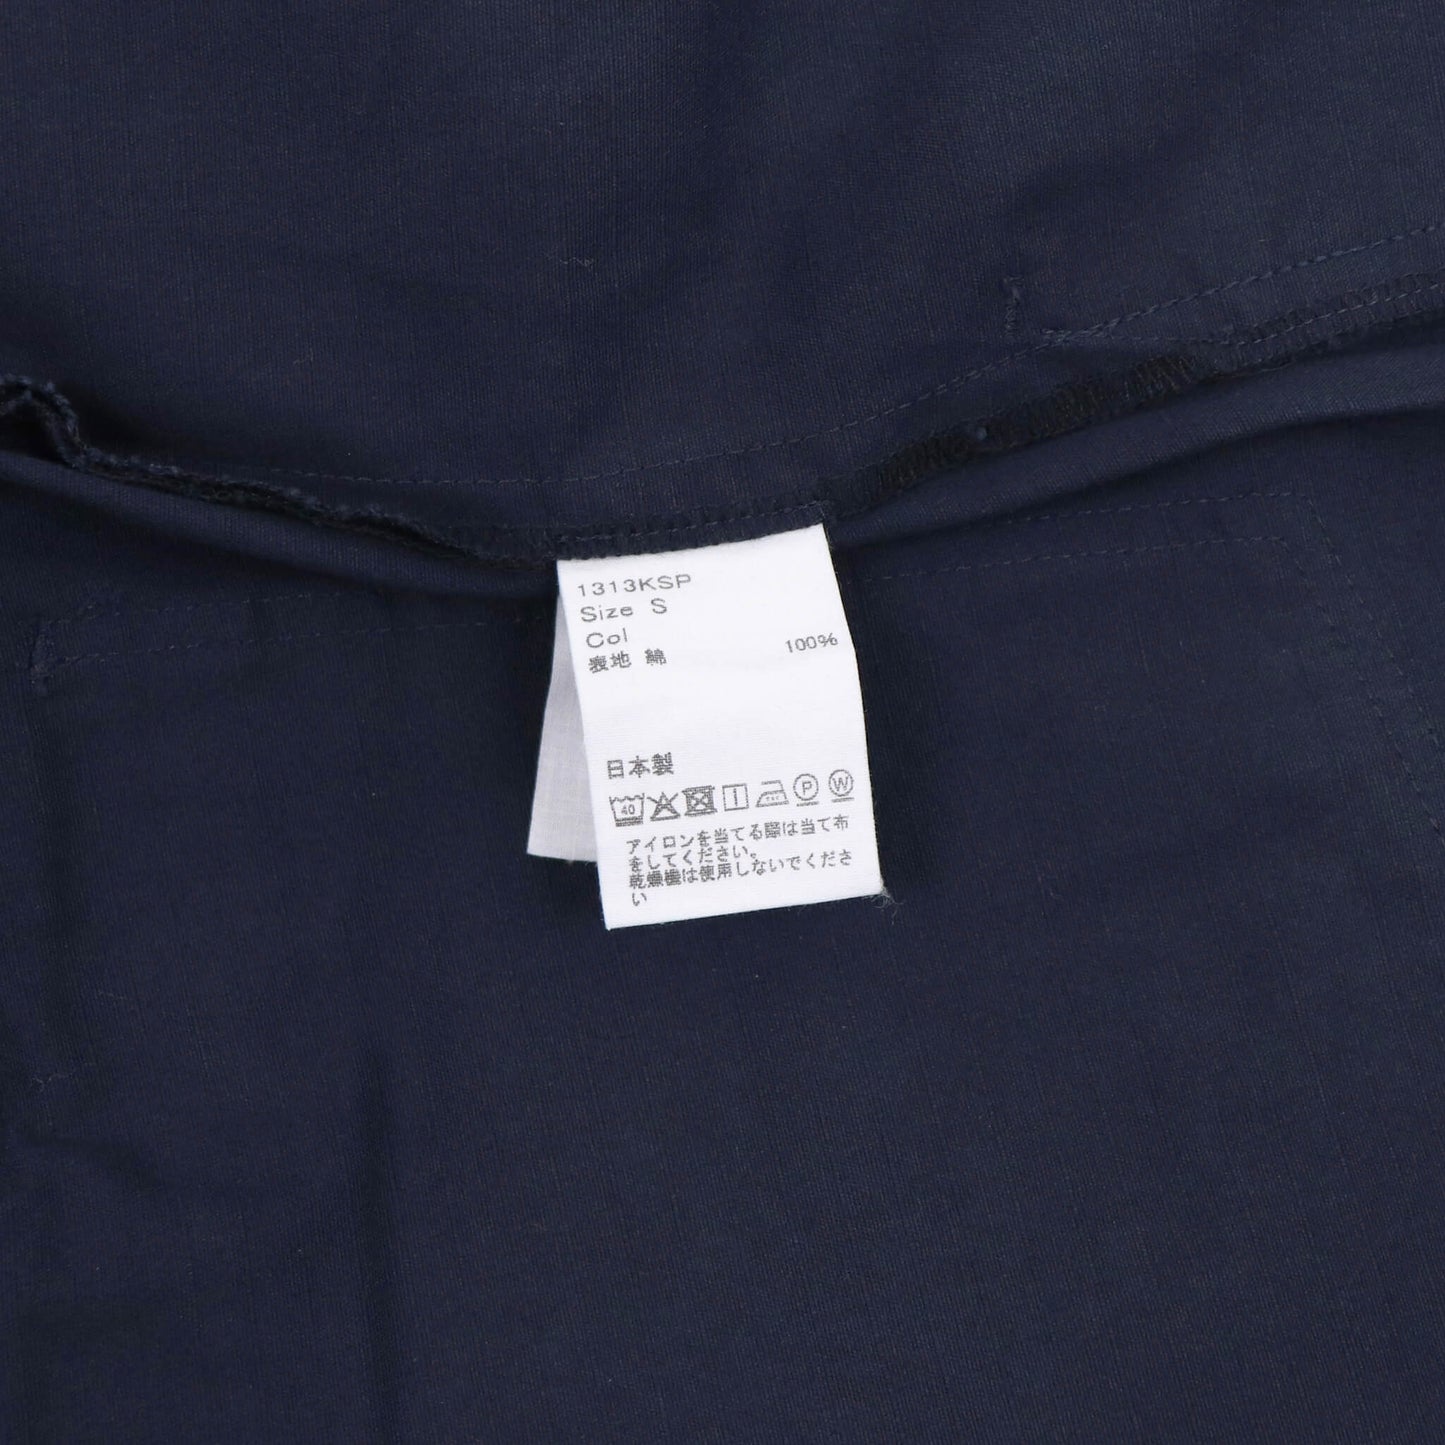 1313KSP
Size S
Col
表地 綿 100%
日本製
40 P W
アイロンを当てる際は当て布
をしてください。
乾燥機は使用しないでくださ
い